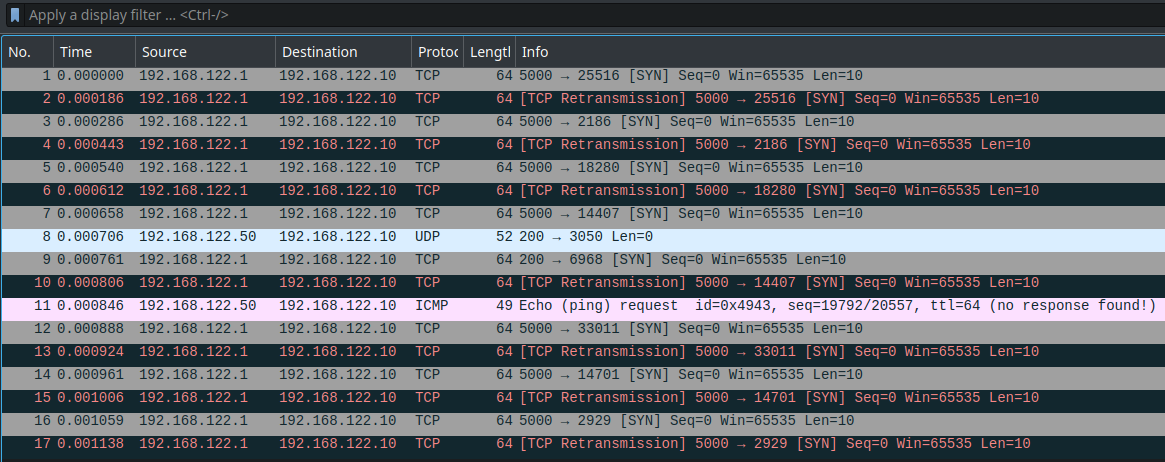 Apply a display filter ... <Ctrl-/>
No. Time Source Destination Protoc Lengtl Info
1 0.000000 192.168.122.1 192.168.122.10 TCP 64 5000 → 25516 [SYN] Seq=0 Win=65535 Len=10
2 0.000186 192.168.122.1 192.168.122.10 TCP 64 [TCP Retransmission] 5000 → 25516 [SYN] Seq=0 Win=65535 Len=10
3 0.000286 192.168.122.1 192.168.122.10 TCP 64 5000 → 2186 [SYN] Seq=0 Win=65535 Len=10
4 0.000443 192.168.122.1 192.168.122.10 TCP 64 [TCP Retransmission] 5000 → 2186 [SYN] Seq=0 Win=65535 Len=10
5 0.000540 192.168.122.1 192.168.122.10 TCP 64 5000 → 18280 [SYN] Seq=0 Win=65535 Len=10
6 0.000612 192.168.122.1 192.168.122.10 TCP 64 [TCP Retransmission] 5000 → 18280 [SYN] Seq=0 Win=65535 Len=10
7 0.000658 192.168.122.1 192.168.122.10 TCP 64 5000 → 14407 [SYN] Seq=0 Win=65535 Len=10
8 0.000706 192.168.122.50 192.168.122.10 UDP 52 200 → 3050 Len=0
9 0.000761 192.168.122.1 192.168.122.10 TCP 64 200 → 6968 [SYN] Seq=0 Win=65535 Len=10
10 0.000806 192.168.122.1 192.168.122.10 TCP 64 [TCP Retransmission] 5000 → 14407 [SYN] Seq=0 Win=65535 Len=10
11 0.000846 192.168.122.50 192.168.122.10 ICMP 49 Echo (ping) request id=0x4943, seq=19792/20557, ttl=64 (no response found!)
12 0.000888 192.168.122.1 192.168.122.10 TCP 64 5000 → 33011 [SYN] Seq=0 Win=65535 Len=10
13 0.000924 192.168.122.1 192.168.122.10 TCP 64 [TCP Retransmission] 5000 → 33011 [SYN] Seq=0 Win=65535 Len=10
14 0.000961 192.168.122.1 192.168.122.10 TCP 64 5000 → 14701 [SYN] Seq=0 Win=65535 Len=10
15 0.001006 192.168.122.1 192.168.122.10 TCP 64 [TCP Retransmission] 5000 → 14701 [SYN] Seq=0 Win=65535 Len=10
16 0.001059 192.168.122.1 192.168.122.10 TCP 64 5000 → 2929 [SYN] Seq=0 Win=65535 Len=10
17 0.001138 192.168.122.1 192.168.122.10 TCP 64 [TCP Retransmission] 5000 → 2929 [SYN] Seq=0 Win=65535 Len=10